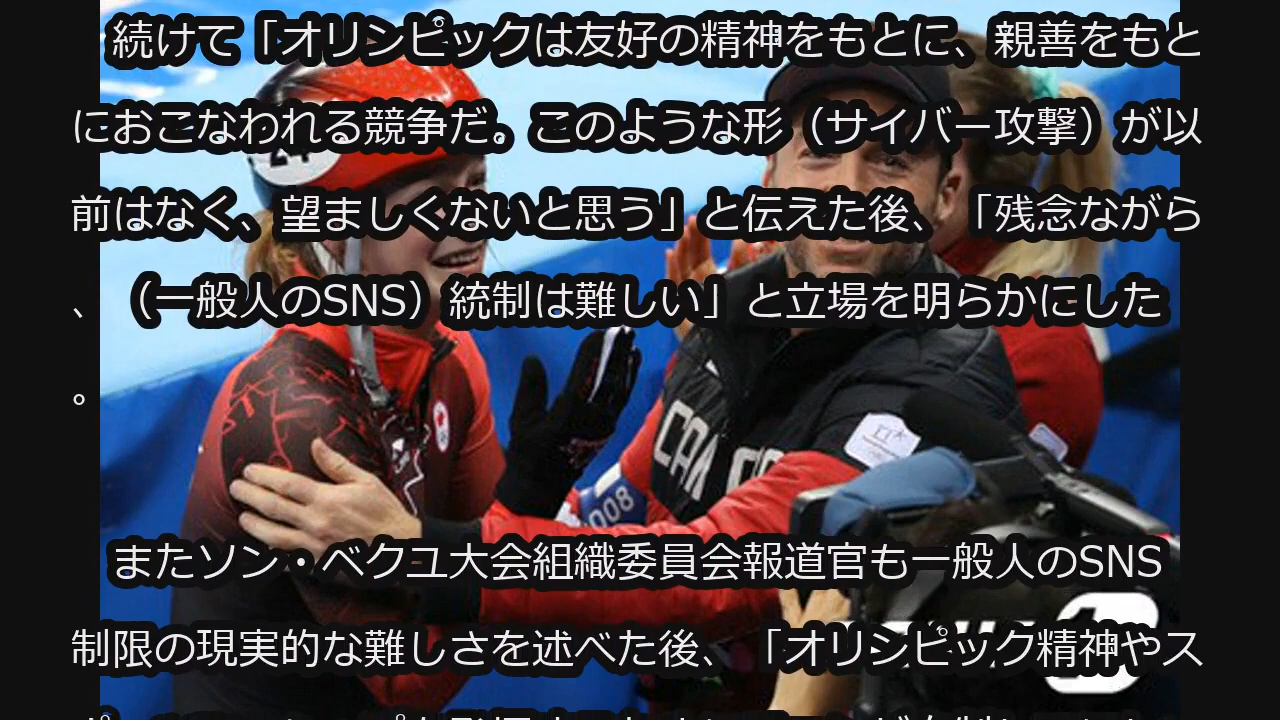 続けて「オリンピックは友好の精神をもとに、親善をもと
におこなわれる競争だ。このような形（サイバー攻撃）が以
前はなく、望ましくないと思う」と伝えた後、「残念ながら
、（一般人のSNS）統制は難しい」と立場を明らかにした
。
またソン・ベクユ大会組織委員会報道官も一般人のSNS
制限の現実的な難しさを述べた後、「オリンピック精神やス
008